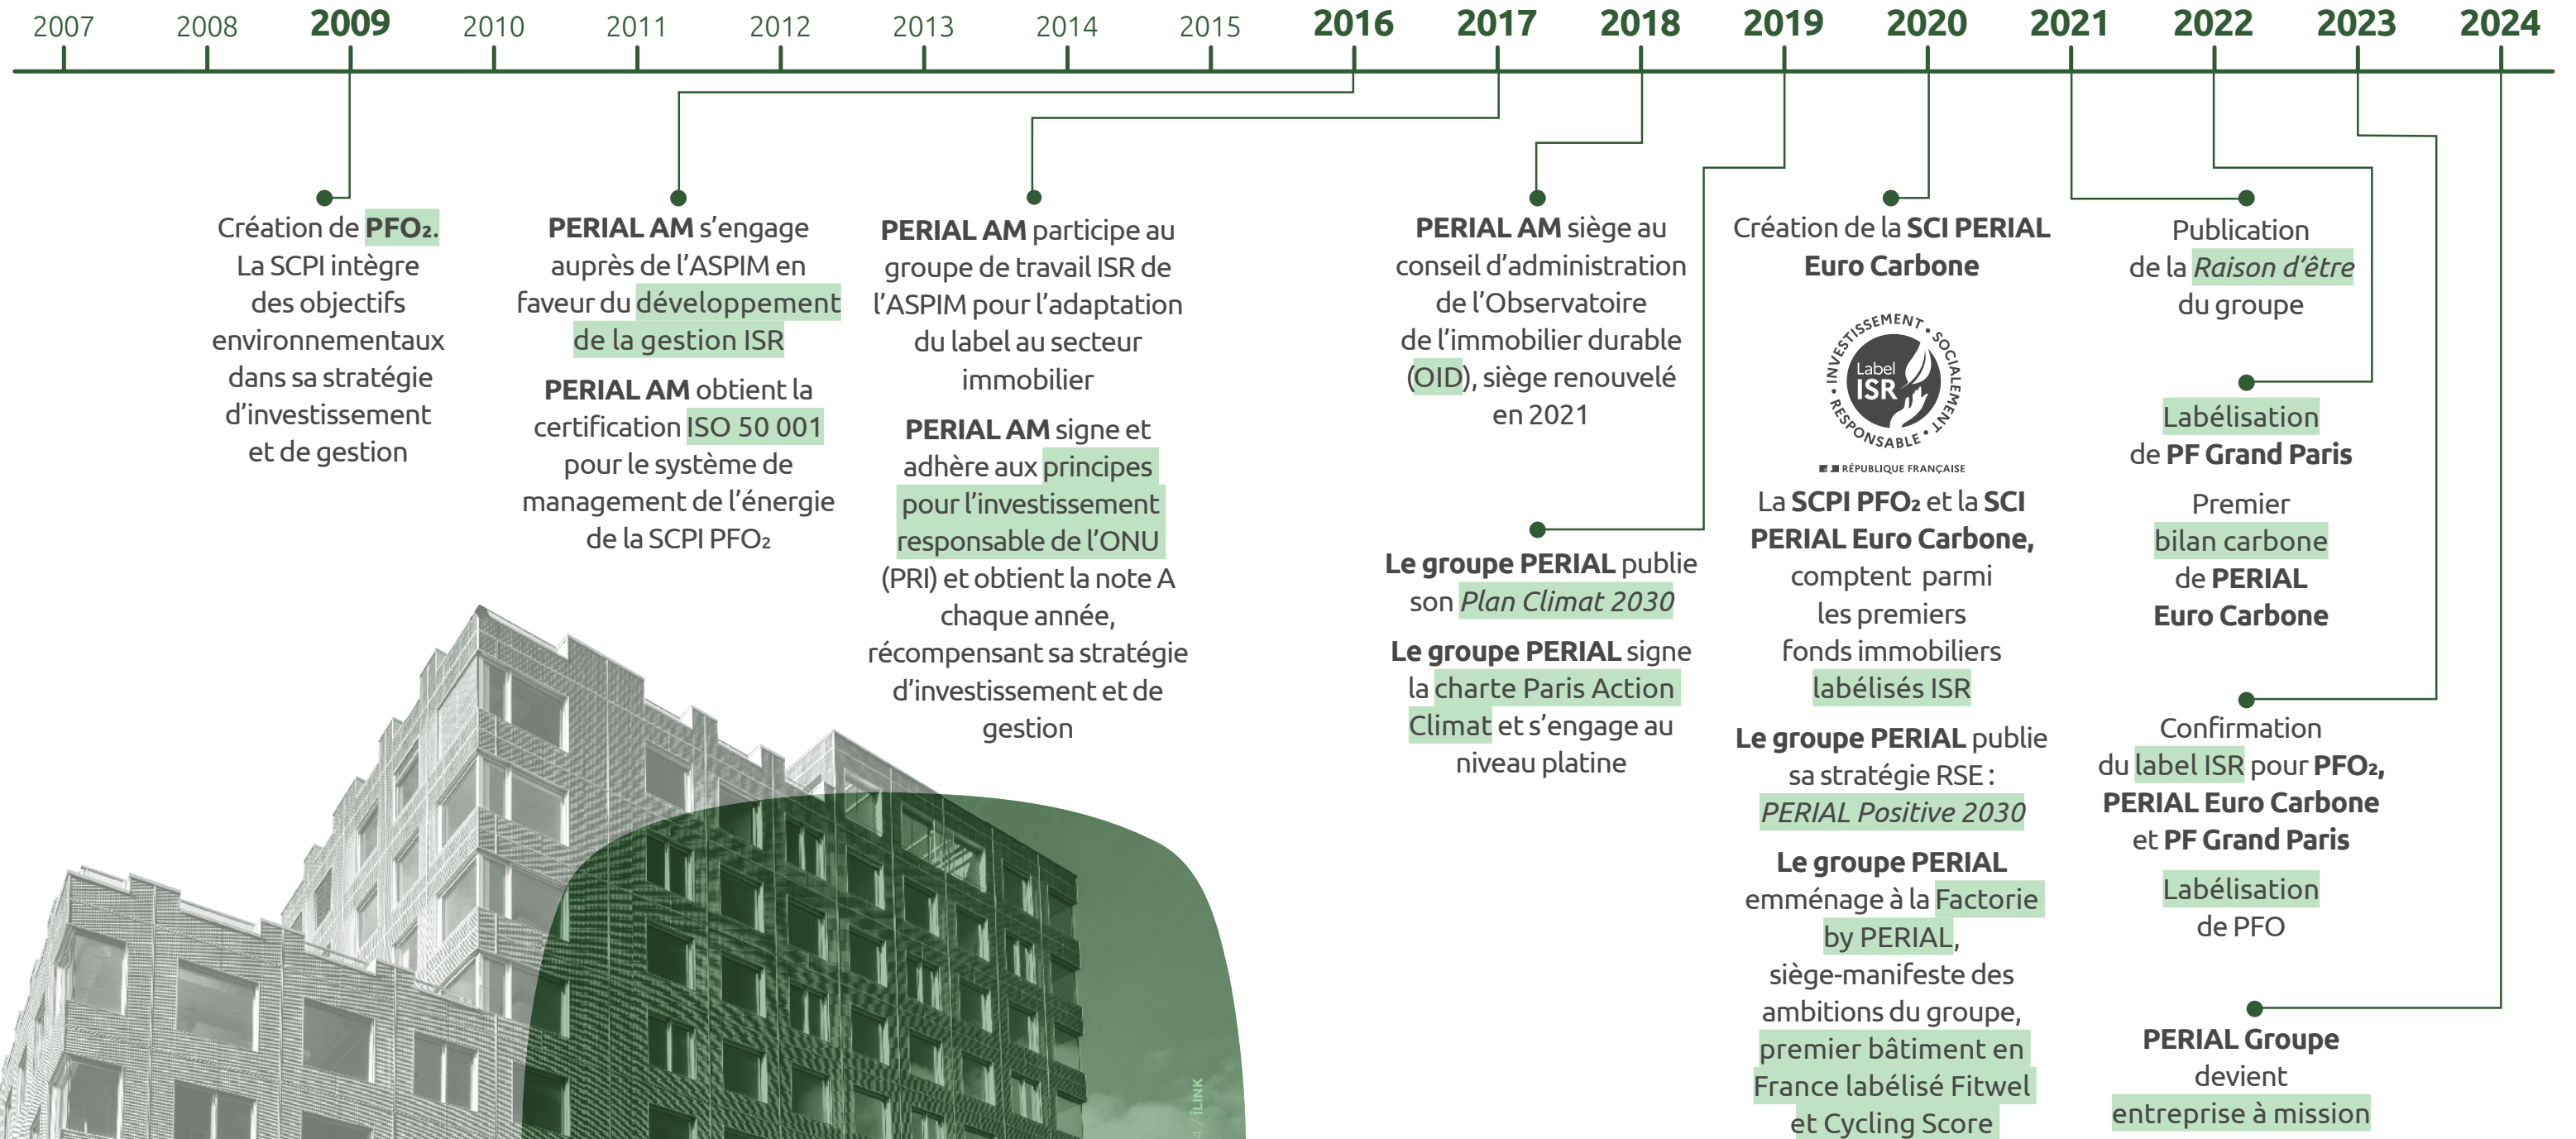 2007 2008 2009 2010 2011 2012 2013 2014 2015 2016 2017 2018 2019 2020 2021 2022 2023 2024
Création de PFO₂.
La SCPI intègre
des objectifs
environnementaux
dans sa stratégie
d’investissement
et de gestion
PERIAL AM s’engage
auprès de l’ASPIM en
faveur du développement
de la gestion ISR
PERIAL AM obtient la
certification ISO 50 001
pour le système de
management de l’énergie
de la SCPI PFO₂
PERIAL AM participe au
groupe de travail ISR de
l’ASPIM pour l’adaptation
du label au secteur
immobilier
PERIAL AM signe et
adhère aux principes
pour l’investissement
responsable de l’ONU
(PRI) et obtient la note A
chaque année,
récompensant sa stratégie
d’investissement et de
gestion
PERIAL AM siège au
conseil d’administration
de l’Observatoire
de l’immobilier durable
(OID), siège renouvelé
en 2021
Le groupe PERIAL publie
son Plan Climat 2030
Le groupe PERIAL signe
la charte Paris Action
Climat et s’engage au
niveau platine
Création de la SCI PERIAL
Euro Carbone
INVESTISSEMENT • SOCIALEMENT • RESPONSABLE •
Label
ISR
RÉPUBLIQUE FRANÇAISE
La SCPI PFO₂ et la SCI
PERIAL Euro Carbone,
comptent parmi
les premiers
fonds immobiliers
labélisés ISR
Le groupe PERIAL publie
sa stratégie RSE :
PERIAL Positive 2030
Le groupe PERIAL
emménage à la Factorie
by PERIAL,
siège-manifeste des
ambitions du groupe,
premier bâtiment en
France labélisé Fitwel
et Cycling Score
Publication
de la Raison d’être
du groupe
Labélisation
de PF Grand Paris
Premier
bilan carbone
de PERIAL
Euro Carbone
Confirmation
du label ISR pour PFO₂,
PERIAL Euro Carbone
et PF Grand Paris
Labélisation
de PFO
PERIAL Groupe
devient
entreprise à mission
4 / ÎLINK